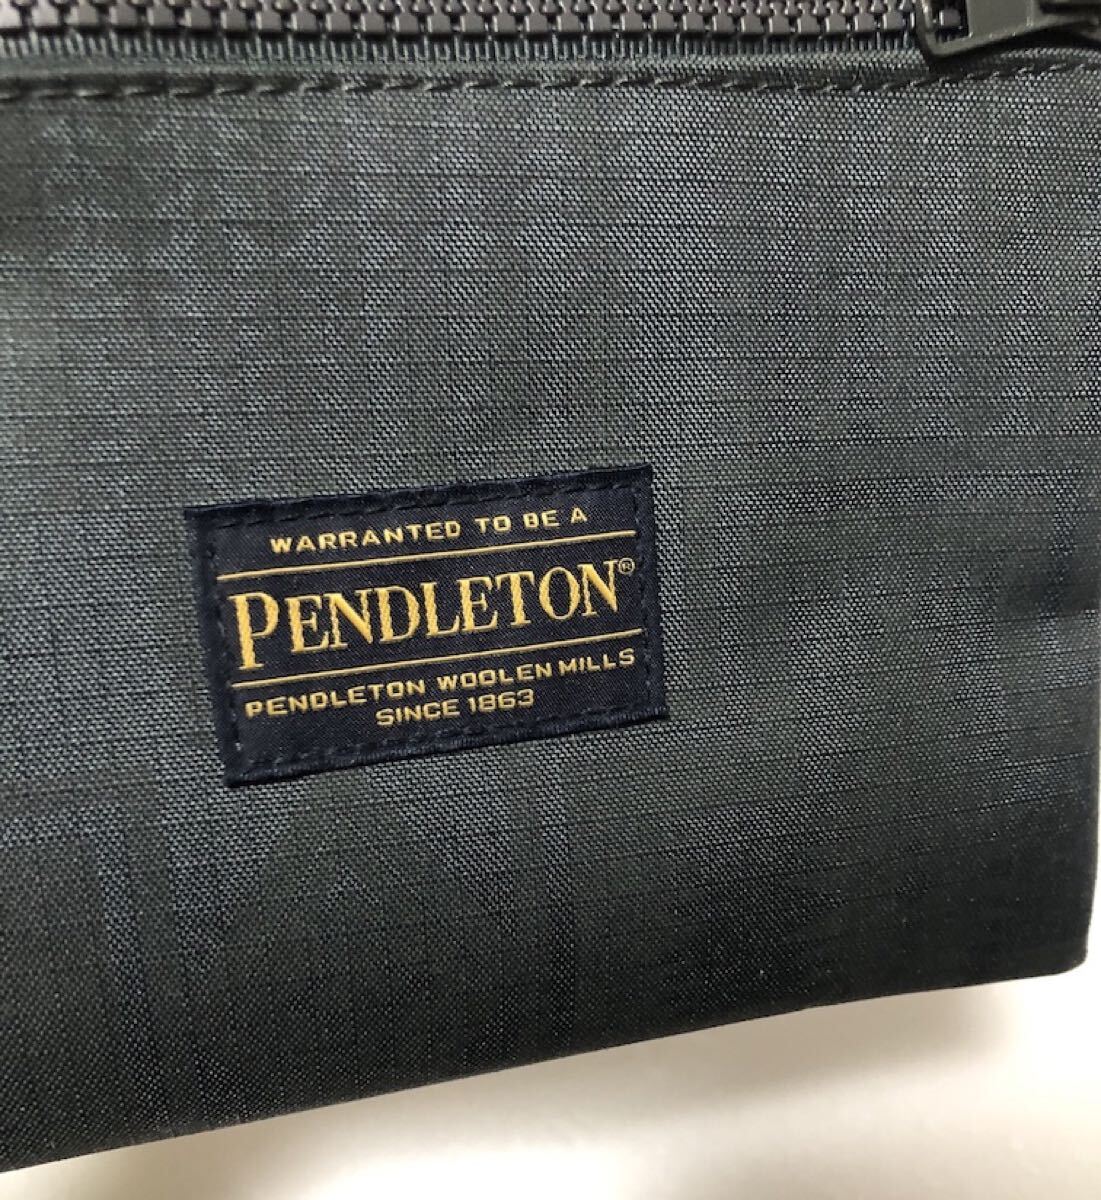 WARRANTED TO BE A
PENDLETON®
PENDLETON WOOLEN MILLS
SINCE 1863